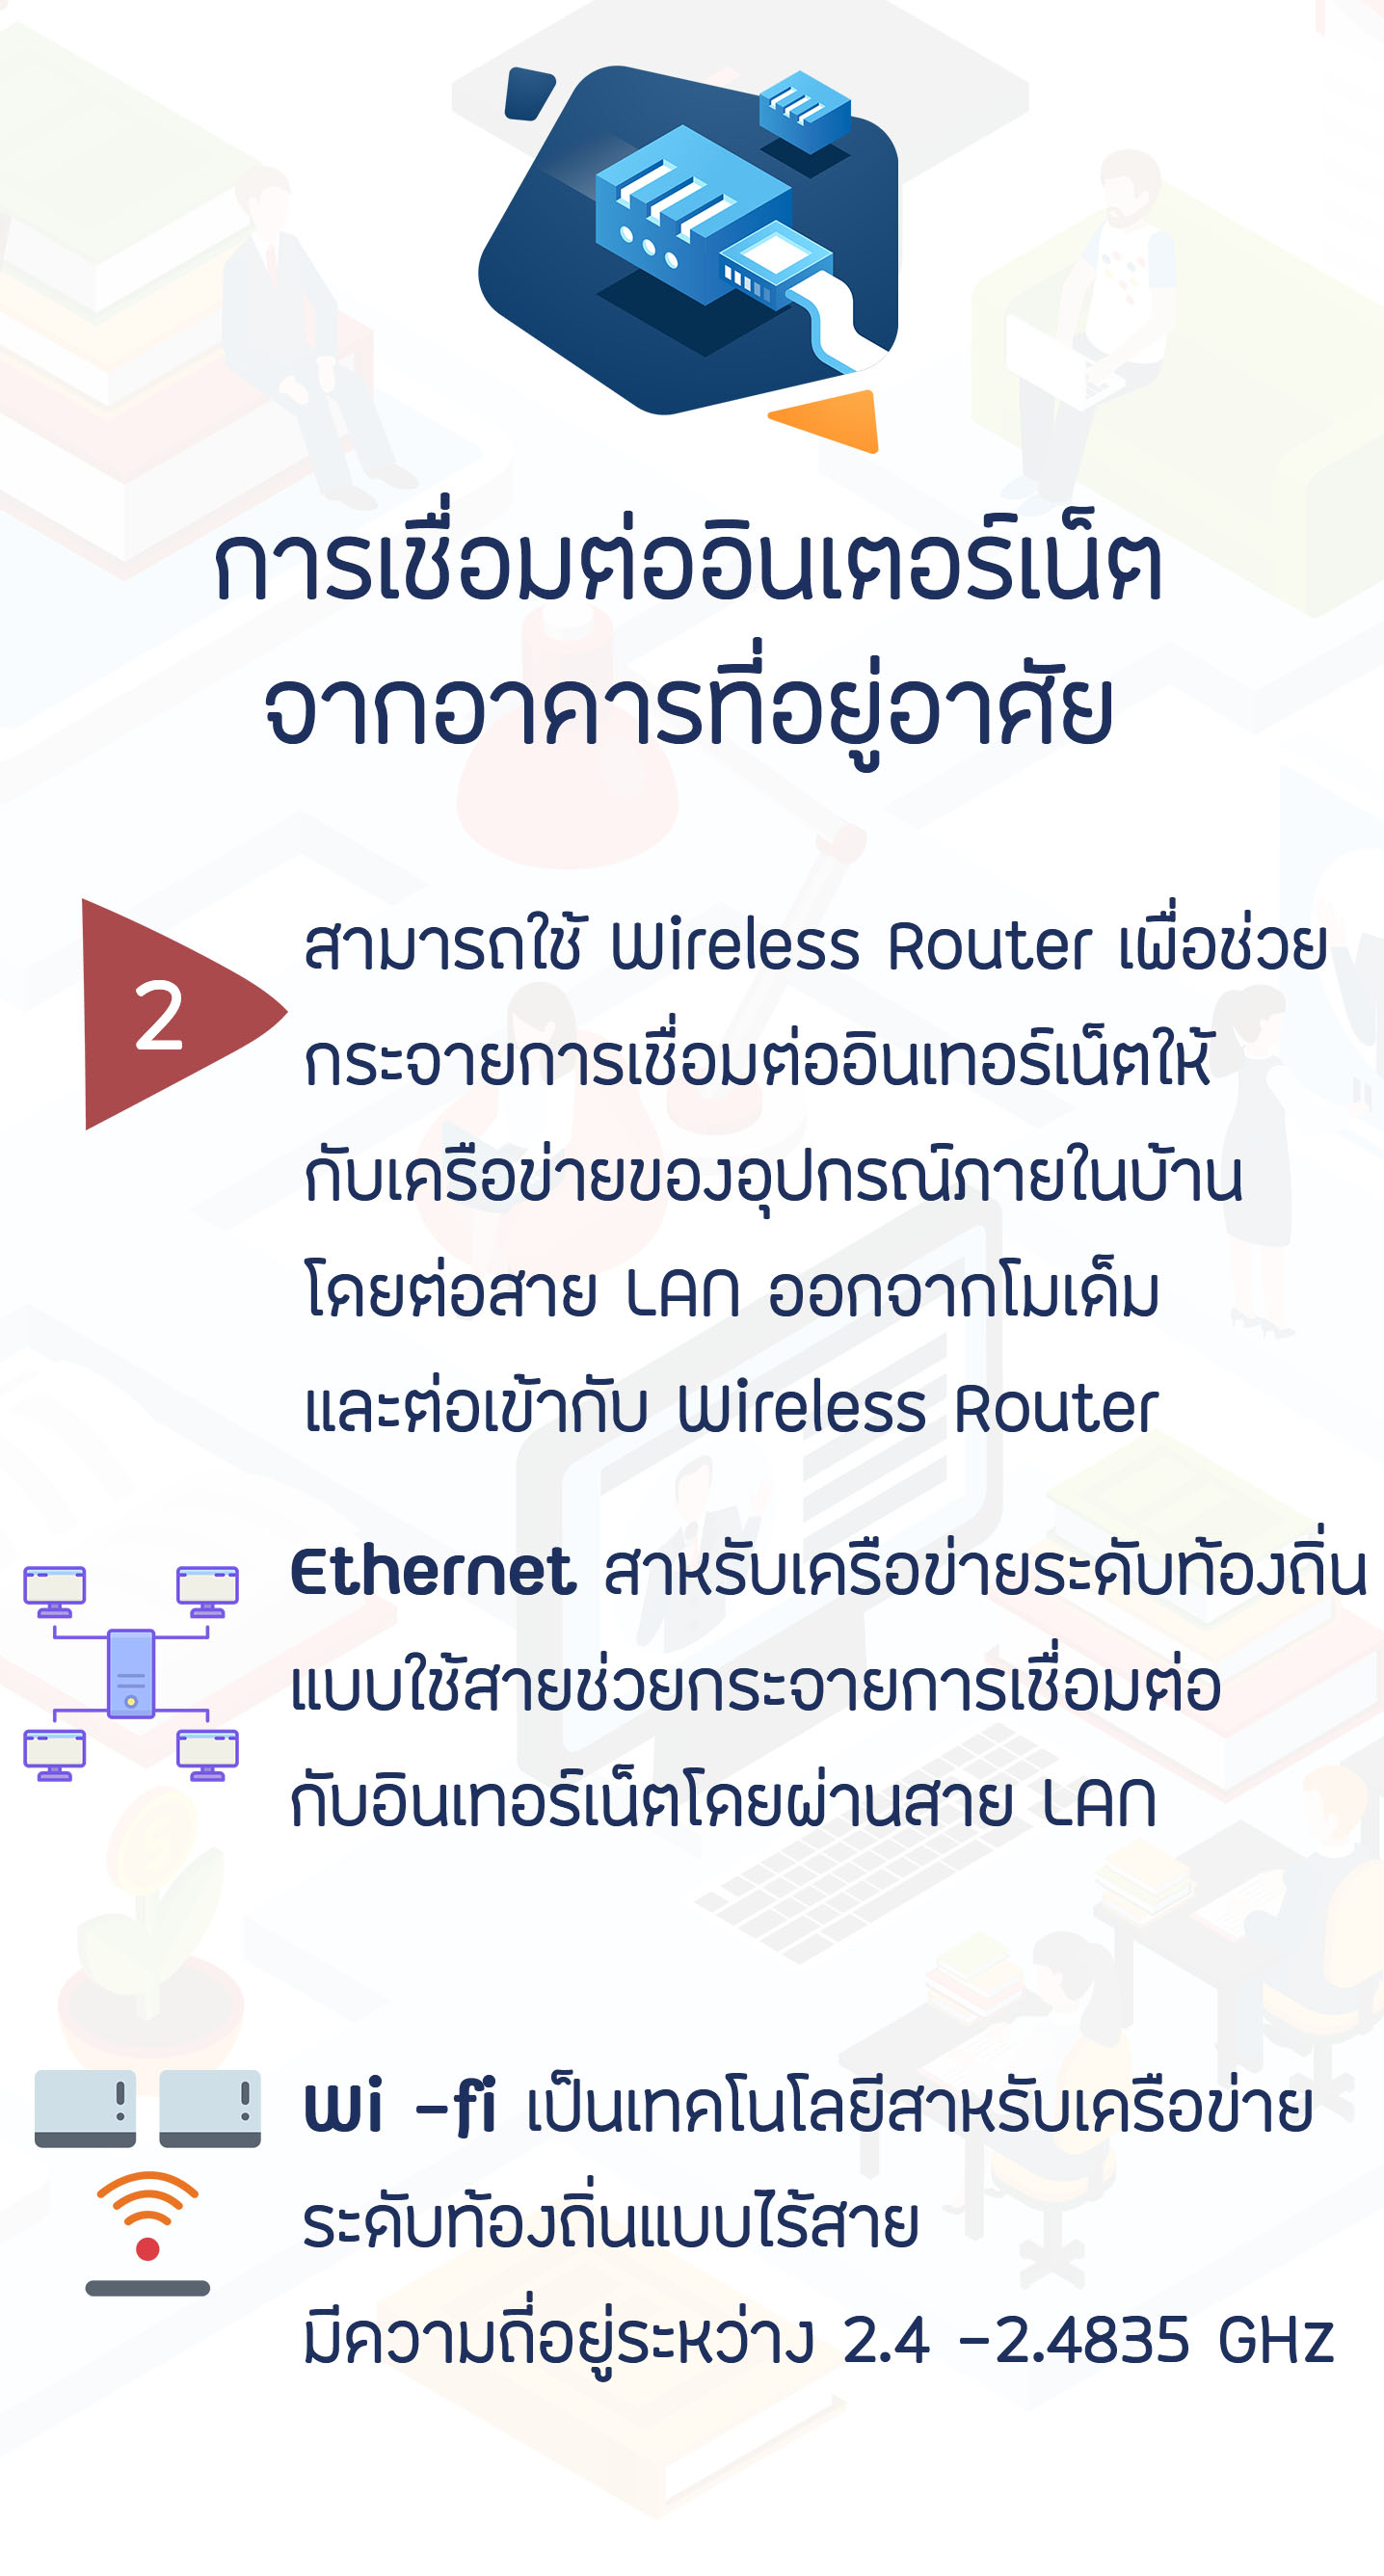 การเชื่อมต่ออินเตอร์เน็ต
จากอาคารที่อยู่อาศัย
2
สามารถใช้ Wireless Router เพื่อช่วย
กระจายการเชื่อมต่ออินเทอร์เน็ตให้
กับเครือข่ายของอุปกรณ์ภายในบ้าน
โดยต่อสาย LAN ออกจากโมเด็ม
และต่อเข้ากับ Wireless Router
Ethernet สาหรับเครือข่ายระดับท้องถิ่น
แบบใช้สายช่วยกระจายการเชื่อมต่อ
กับอินเทอร์เน็ตโดยผ่านสาย LAN
Wi -fi เป็นเทคโนโลยีสาหรับเครือข่าย
ระดับท้องถิ่นแบบไร้สาย
มีความถี่อยู่ระหว่าง 2.4 -2.4835 GHz